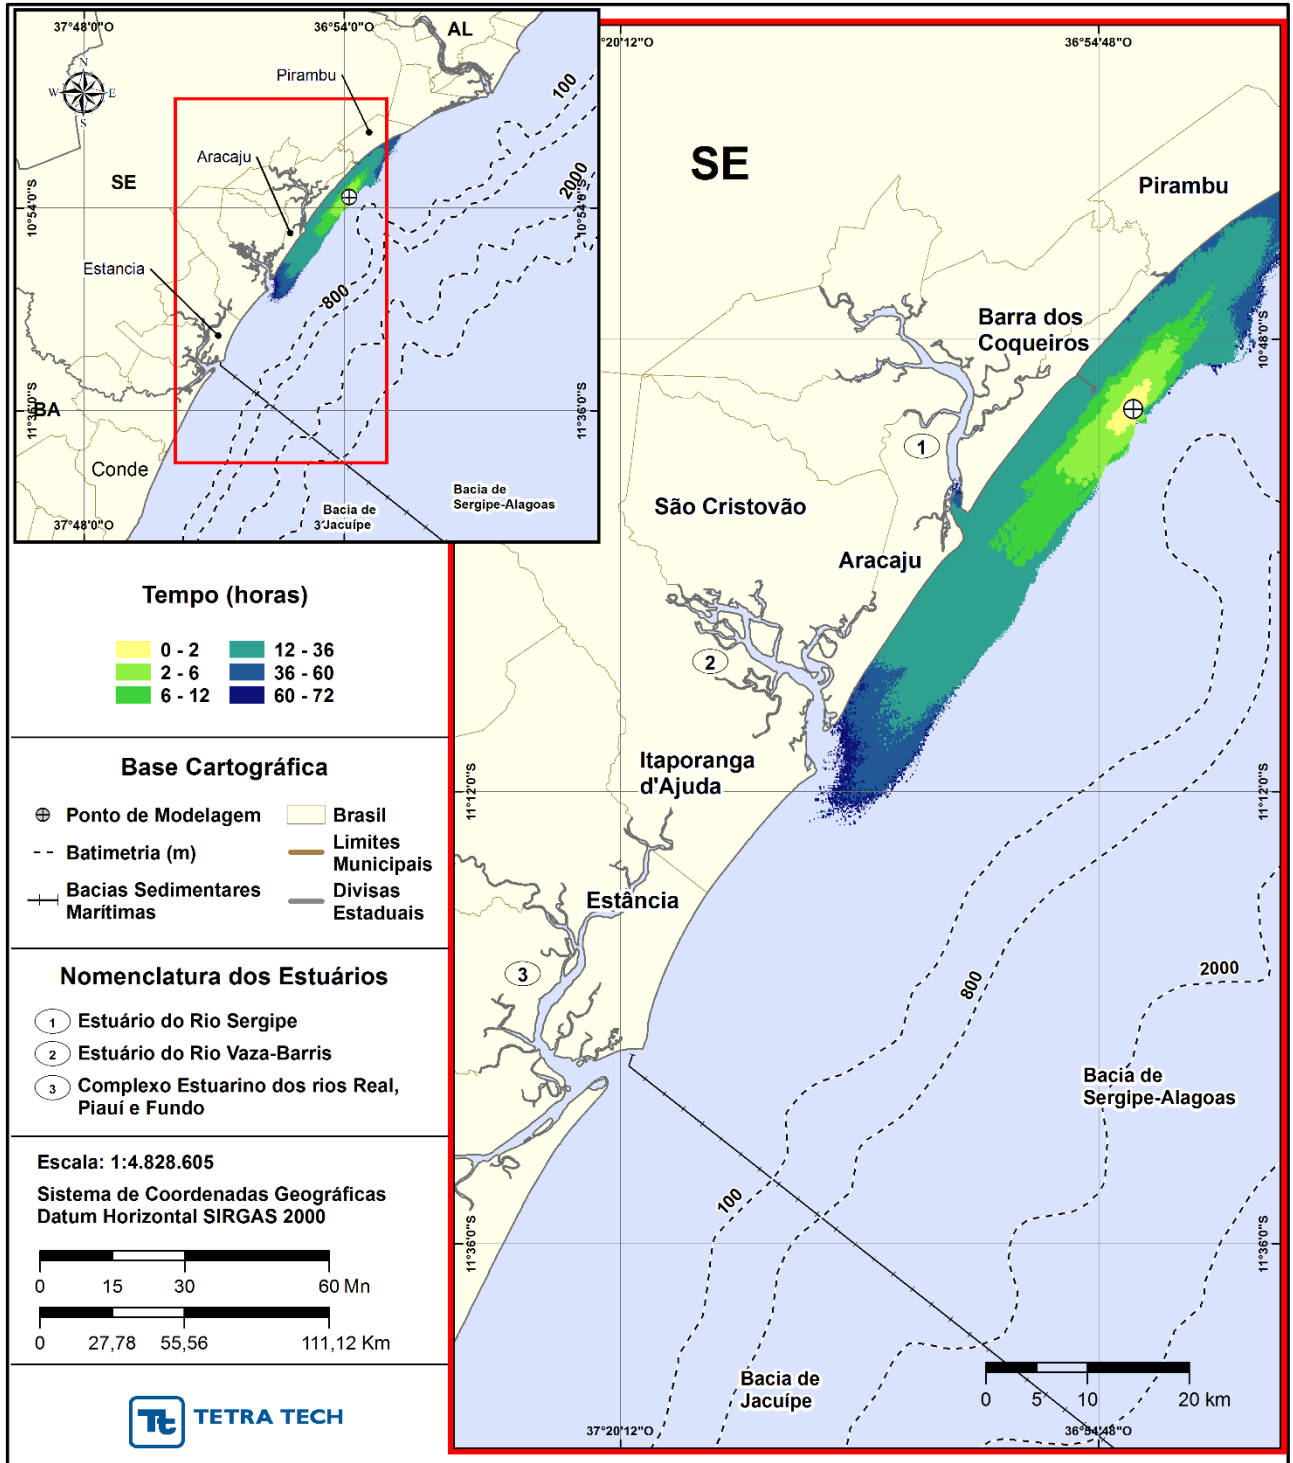 37°48'0"O
36°54'0"O
AL
N
W
E
S
Pirambu
100
Aracaju
SE
2000
10°54'0"S
10°54'0"S
Estancia
800
BA
11°36'0"S
11°36'0"S
Conde
Bacia de
Sergipe-Alagoas
Bacia de
Jacuípe
37°48'0"O
°20'12"O
36°54'48"O
SE
Pirambu
Barra dos
Coqueiros
10°48'0"S
1
São Cristovão
Aracaju
2
Itaporanga
d'Ajuda
11°12'0"S
11°12'0"S
Estância
3
800
2000
Bacia de
Sergipe-Alagoas
100
11°36'0"S
11°36'0"S
Bacia de
Jacuípe
0 5 10 20 km
37°20'12"O
36°54'48"O
Tempo (horas)
0 - 2
12 - 36
2 - 6
36 - 60
6 - 12
60 - 72
Base Cartográfica
Ponto de Modelagem
Brasil
Batimetria (m)
Limites
Municipais
Bacias Sedimentares
Marítimas
Divisas
Estaduais
Nomenclatura dos Estuários
1 Estuário do Rio Sergipe
2 Estuário do Rio Vaza-Barris
3 Complexo Estuarino dos rios Real,
Piauí e Fundo
Escala: 1:4.828.605
Sistema de Coordenadas Geográficas
Datum Horizontal SIRGAS 2000
0 15 30 60 Mn
0 27,78 55,56 111,12 Km
Tt TETRA TECH